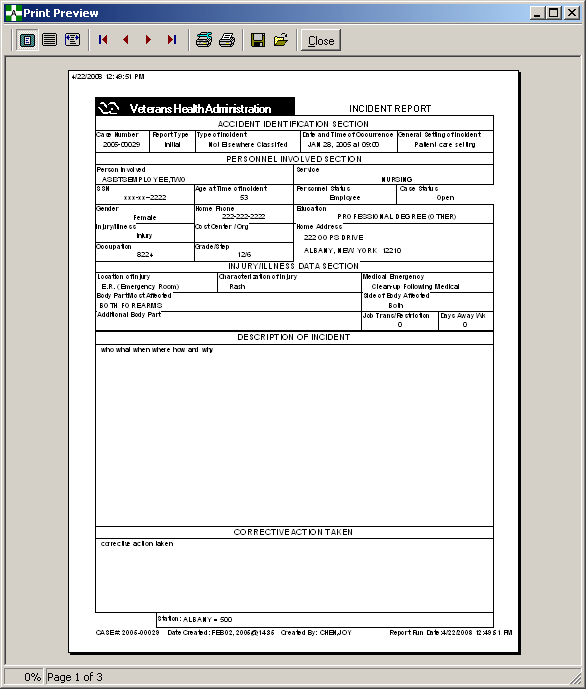 Print Preview
Close
4/22/2008 12:49:51 PM
Veterans Health Administration INCIDENT REPORT
ACCIDENT IDENTIFICATION SECTION
Case Number Report Type Type of Incident Date and Time of Occurrence General Setting of Incident
2005-00029 Initial Not Elsewhere Classified JAN 28, 2005 at 09:00 Patient care setting
PERSONNEL INVOLVED SECTION
Person Involved Service
ASISTSEMPLOYEE,TWO NURSING
SSN Age at Time of Incident Personnel Status Case Status
xxx-xx-2222 53 Employee Open
Gender Home Phone Education
Female 222-222-2222 PROFESSIONAL DEGREE (OTHER)
Injury/Illness Cost Center / Org Home Address
Injury 222 OOPS DRIVE
Occupation Grade/Step ALBANY, NEW YORK 12210
8224 12/6
INJURY/ILLNESS DATA SECTION
Location of Injury Characterization of Injury Medical Emergency
E.R. (Emergency Room) Rash Clean-up Following Medical
Body Part Most Affected Side of Body Affected
BOTH FOREARMS Both
Additional Body Part Job Trans/Restriction Days Away Wk
0 0
DESCRIPTION OF INCIDENT
who what when where how and why
CORRECTIVE ACTION TAKEN
corrective action taken
Station: ALBANY = 500
CASE#: 2005-00029 Date Created: FEB 02, 2005@14:35 Created By: CHEN,JOY Report Run Date:4/22/2008 12:49:51 PM
0% Page 1 of 3